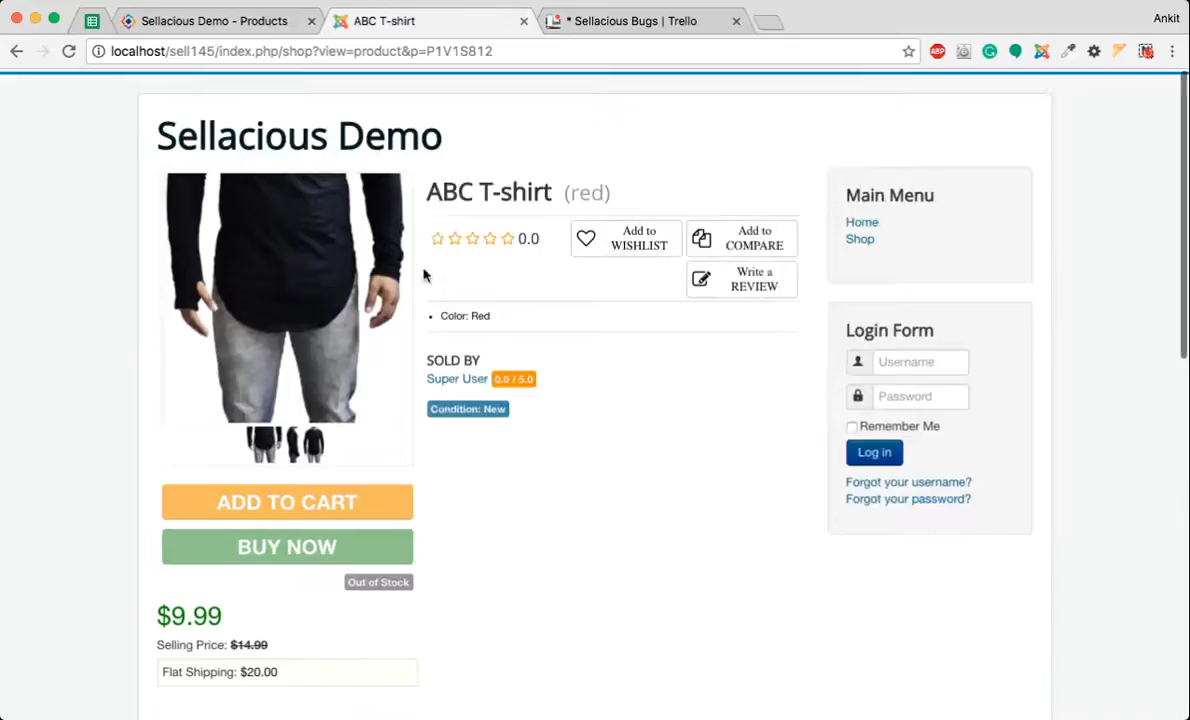 Sellacious Demo - Products
ABC T-shirt
* Sellacious Bugs | Trello
Ankit
localhost/sell145/index.php/shop?view=product&p=P1V1S812
ABP
Sellacious Demo
ABC T-shirt (red)
0.0
Add to
WISHLIST
Add to
COMPARE
Write a
REVIEW
Color: Red
SOLD BY
Super User 0.0 / 5.0
Condition: New
ADD TO CART
BUY NOW
Out of Stock
$9.99
Selling Price: $14.99
Flat Shipping: $20.00
Main Menu
Home
Shop
Login Form
Username
Password
Remember Me
Log in
Forgot your username?
Forgot your password?